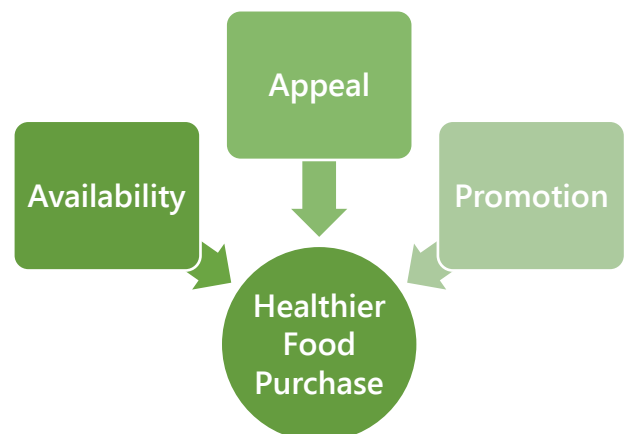 Appeal
Availability
Promotion
Healthier
Food
Purchase